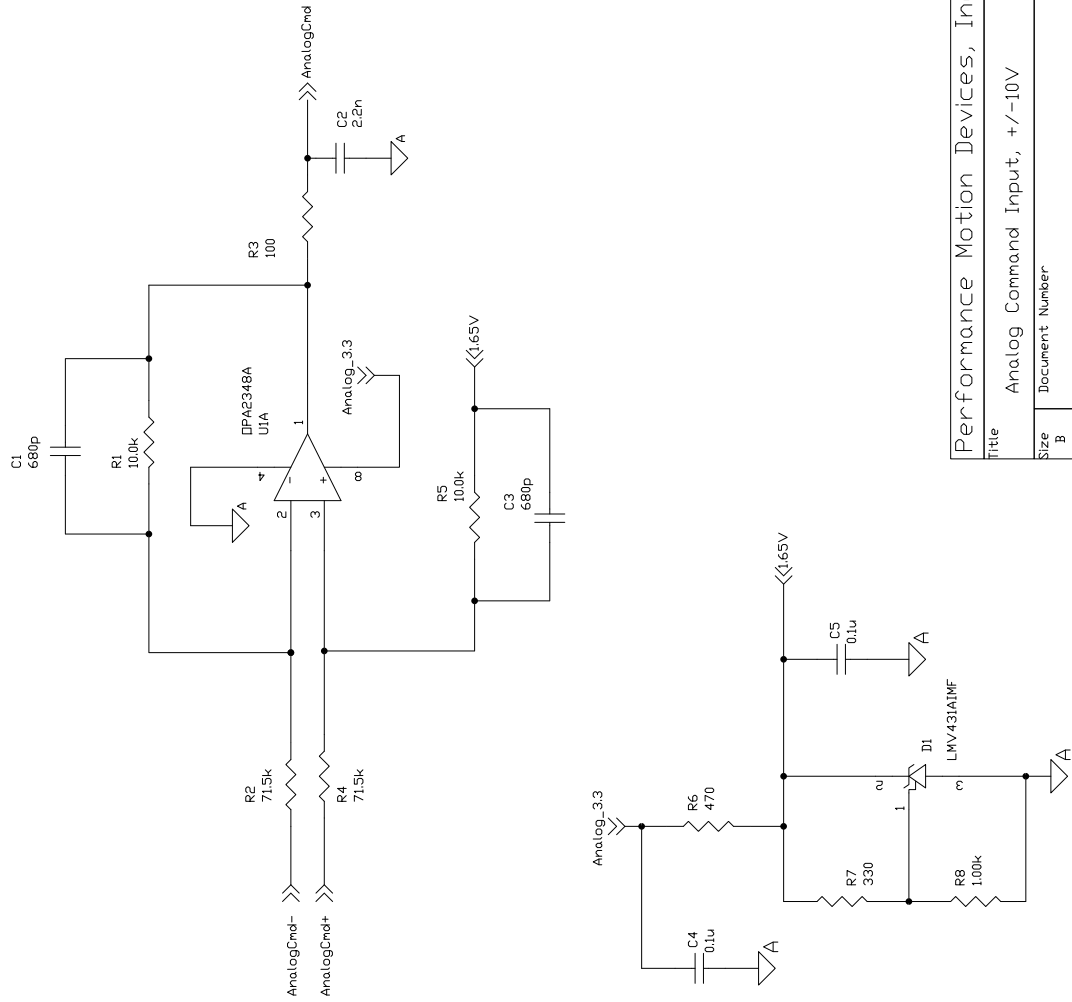 C1
680p
R1
10.0k
4
A
2
3
OPA2348A
U1A
-
+
1
8
Analog_3.3
R3
100
C2
2.2n
A
AnalogCmd
R2
71.5k
R4
71.5k
AnalogCmd-
AnalogCmd+
R5
10.0k
C3
680p
1.65V
Analog_3.3
R6
470
C4
0.1u
A
R7
330
R8
1.00k
1
2
3
D1
LMV431AIMF
A
C5
0.1u
A
1.65V
Performance Motion Devices, In
Title
Analog Command Input, +/-10V
Size
B
Document Number